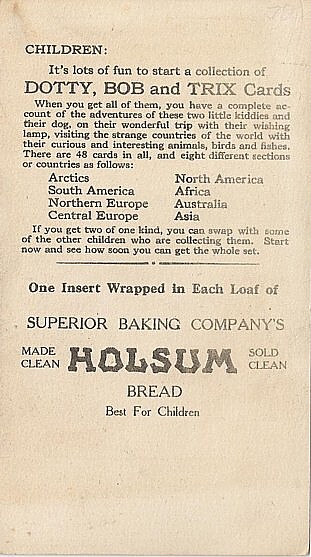 CHILDREN:
It's lots of fun to start a collection of
DOTTY, BOB and TRIX Cards
When you get all of them, you have a complete ac-
count of the adventures of these two little kiddies and
their dog, on their wonderful trip with their wishing
lamp, visiting the strange countries of the world with
their curious and interesting animals, birds and fishes.
There are 48 cards in all, and eight different sections
or countries as follows:
Arctics North America
South America Africa
Northern Europe Australia
Central Europe Asia
If you get two of one kind, you can swap with some
of the other children who are collecting them. Start
now and see how soon you can get the whole set.
One Insert Wrapped in Each Loaf of
SUPERIOR BAKING COMPANY'S
MADE CLEAN HOLSUM SOLD CLEAN
BREAD
Best For Children